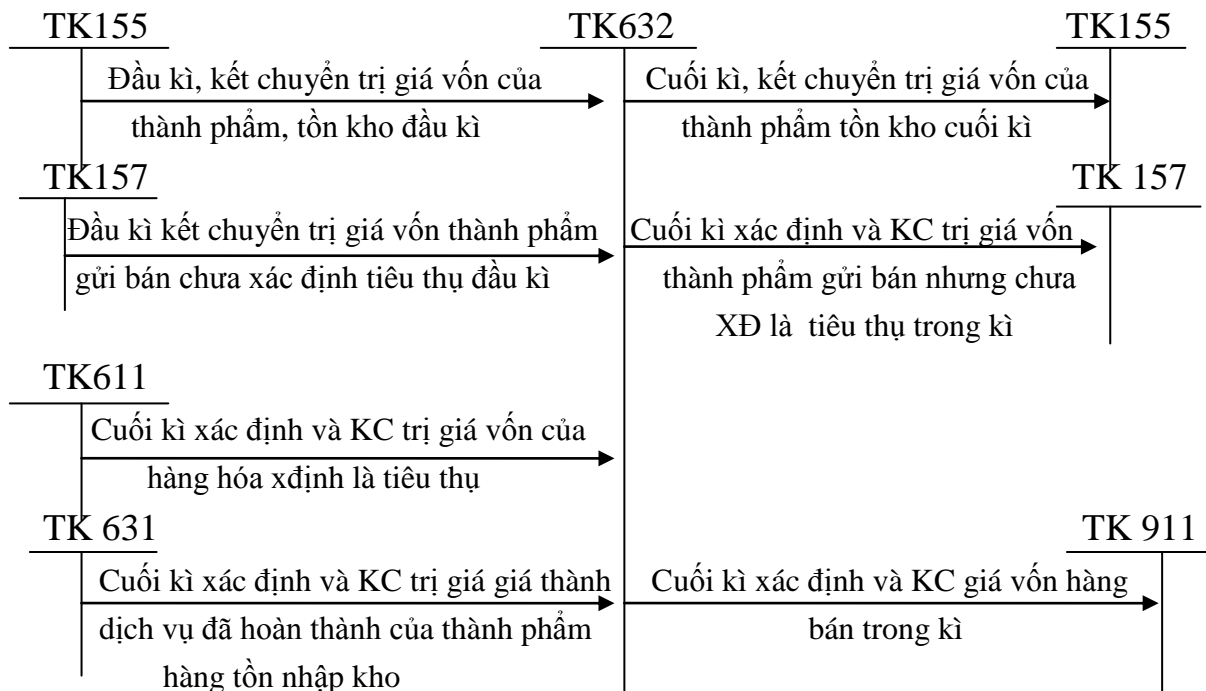 TK155
TK632
TK155
Đầu kì, kết chuyển trị giá vốn của
thành phẩm, tồn kho đầu kì
Cuối kì, kết chuyển trị giá vốn của
thành phẩm tồn kho cuối kì
TK157
TK 157
Đầu kì kết chuyển trị giá vốn thành phẩm
gửi bán chưa xác định tiêu thụ đầu kì
Cuối kì xác định và KC trị giá vốn
thành phẩm gửi bán nhưng chưa
XĐ là tiêu thụ trong kì
TK611
Cuối kì xác định và KC trị giá vốn của
hàng hóa xđịnh là tiêu thụ
TK 631
TK 911
Cuối kì xác định và KC trị giá giá thành
dịch vụ đã hoàn thành của thành phẩm
hàng tồn nhập kho
Cuối kì xác định và KC giá vốn hàng
bán trong kì